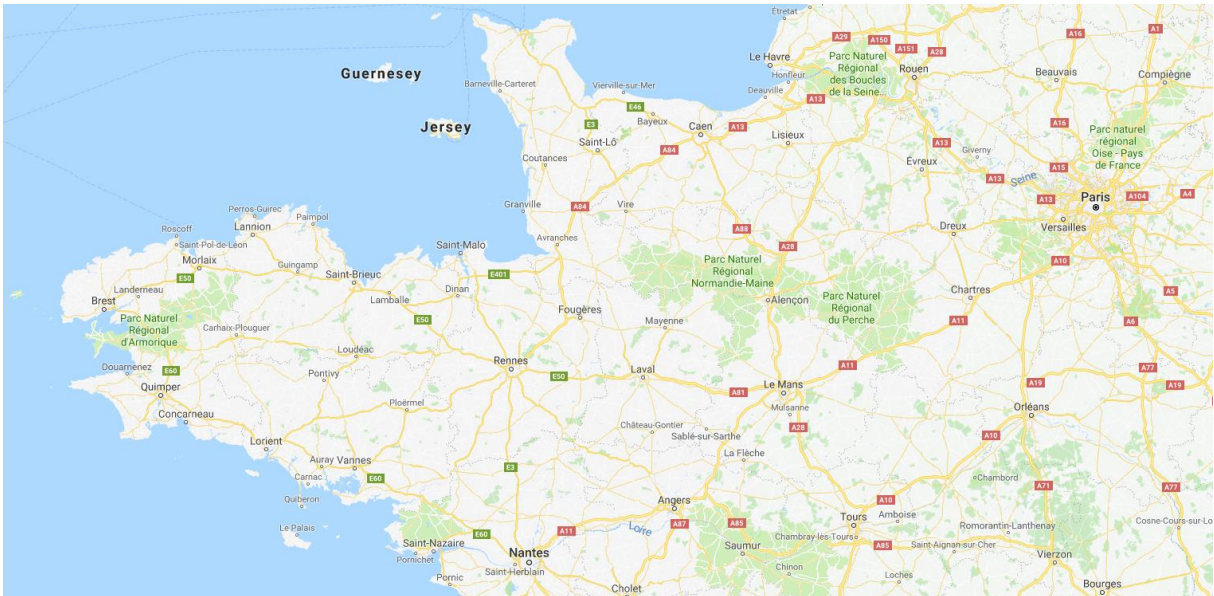 Étretat
A29
A150
A151
A28
A16
A1
Le Havre
Honfleur
Deauville
Parc Naturel
Régional
des Boucles
de la Seine...
Rouen
Beauvais
Compiègne
Guernesey
Barneville-Carteret
Vierville-sur-Mer
A13
E46
Bayeux
Caen
A13
Lisieux
E3
Saint-Lô
A84
Jersey
Coutances
A16
Parc naturel
régional
Oise - Pays
de France
A13
Giverny
Évreux
A15
A13
Seine
A13
Paris
A104
A4
Versailles
Granville
A84
Vire
Avranches
A88
A28
Dreux
A10
Perros-Guirec
Lannion
Paimpol
Roscoff
Saint-Pol-de-Léon
Morlaix
E50
Guingamp
Saint-Brieuc
Saint-Malo
E401
Dinan
Lamballe
Landerneau
Brest
Parc Naturel
Régional
d'Armorique
Carhaix-Plouguer
E50
Fougères
Mayenne
Parc Naturel
Régional
Normandie-Maine
Alençon
Parc Naturel
Régional
du Perche
Chartres
A11
A5
A6
Douarnenez
E60
Quimper
Concarneau
Loudéac
Pontivy
Ploërmel
Rennes
E50
Laval
A81
Le Mans
A11
Mulsanne
A28
A19
A77
A19
Orléans
A10
Château-Gontier
Sablé-sur-Sarthe
La Flèche
Lorient
Auray
Vannes
Carnac
E60
Quiberon
Le Palais
E3
Chambord
A71
A77
Angers
A87
A85
A11
Loire
A10
Tours
Amboise
Chambray-lès-Tours
A85
Romorantin-Lanthenay
Cosne-Cours-sur-Lo
Saint-Aignan-sur-Cher
Vierzon
Bourges
Loches
Chinon
Saumur
E60
Saint-Nazaire
Pornichet
Pornic
Nantes
Saint-Herblain
Cholet